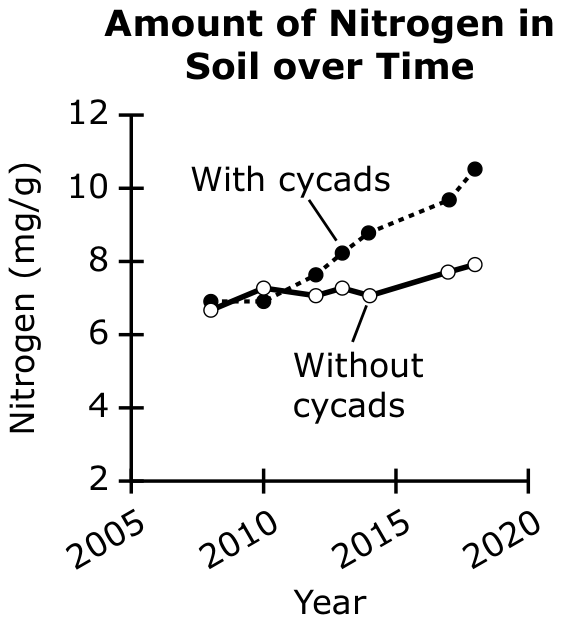 Amount of Nitrogen in
Soil over Time
12
10
8
6
4
2
Nitrogen (mg/g)
With cycads
Without
cycads
2005
2010
2015
2020
Year